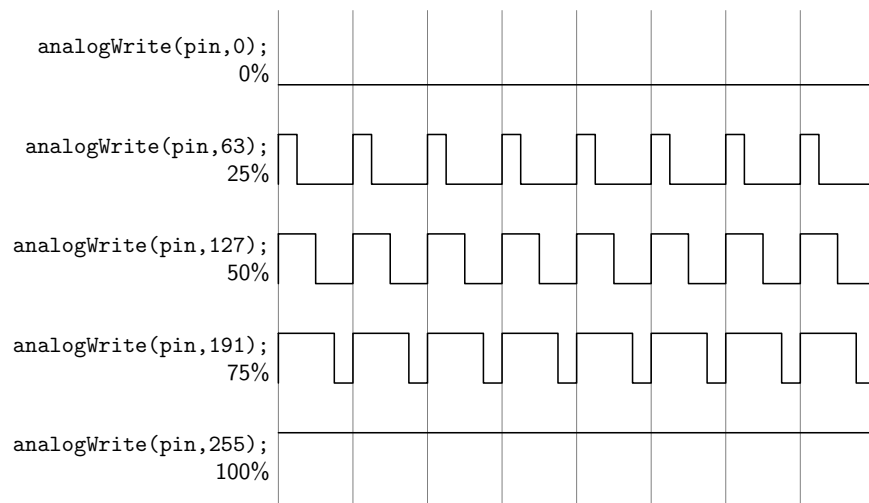 analogWrite(pin,0);
0%
analogWrite(pin,63);
25%
analogWrite(pin,127);
50%
analogWrite(pin,191);
75%
analogWrite(pin,255);
100%